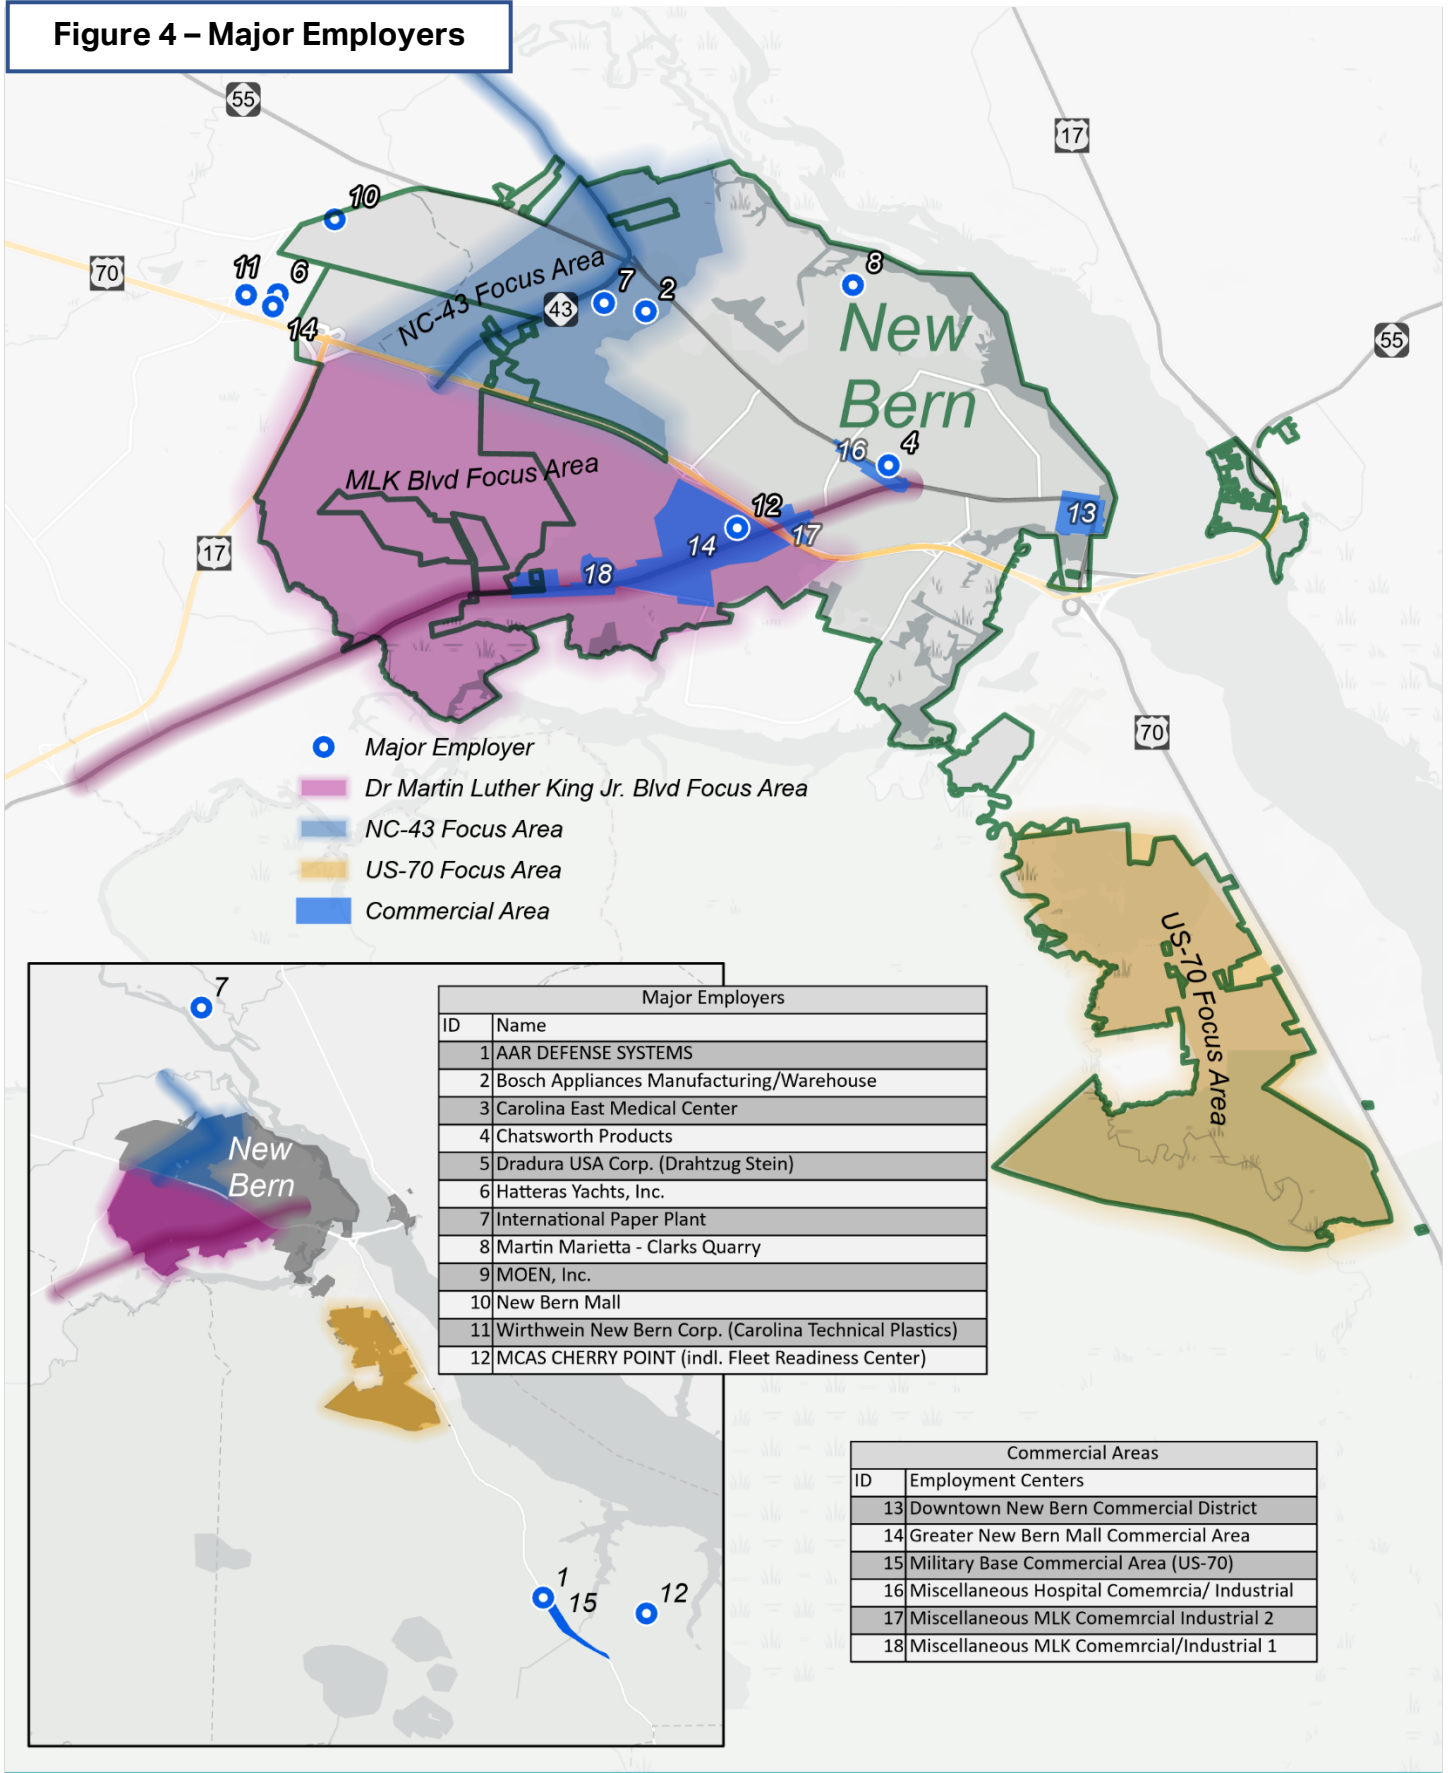 Figure 4 – Major Employers
55
17
10
70
11
6
14
NC-43 Focus Area
43
7
2
8
New
Bern
55
MLK Blvd Focus Area
16
4
12
17
14
13
17
18
70
Major Employer
Dr Martin Luther King Jr. Blvd Focus Area
NC-43 Focus Area
US-70 Focus Area
Commercial Area
US-70 Focus Area
7
New
Bern
1
15
12
Major Employers
ID Name
1 AAR DEFENSE SYSTEMS
2 Bosch Appliances Manufacturing/Warehouse
3 Carolina East Medical Center
4 Chatsworth Products
5 Dradura USA Corp. (Drahtzug Stein)
6 Hatteras Yachts, Inc.
7 International Paper Plant
8 Martin Marietta - Clarks Quarry
9 MOEN, Inc.
10 New Bern Mall
11 Wirthwein New Bern Corp. (Carolina Technical Plastics)
12 MCAS CHERRY POINT (indl. Fleet Readiness Center)
Commercial Areas
ID Employment Centers
13 Downtown New Bern Commercial District
14 Greater New Bern Mall Commercial Area
15 Military Base Commercial Area (US-70)
16 Miscellaneous Hospital Comemrcia/ Industrial
17 Miscellaneous MLK Comemrcial Industrial 2
18 Miscellaneous MLK Comemrcial/Industrial 1